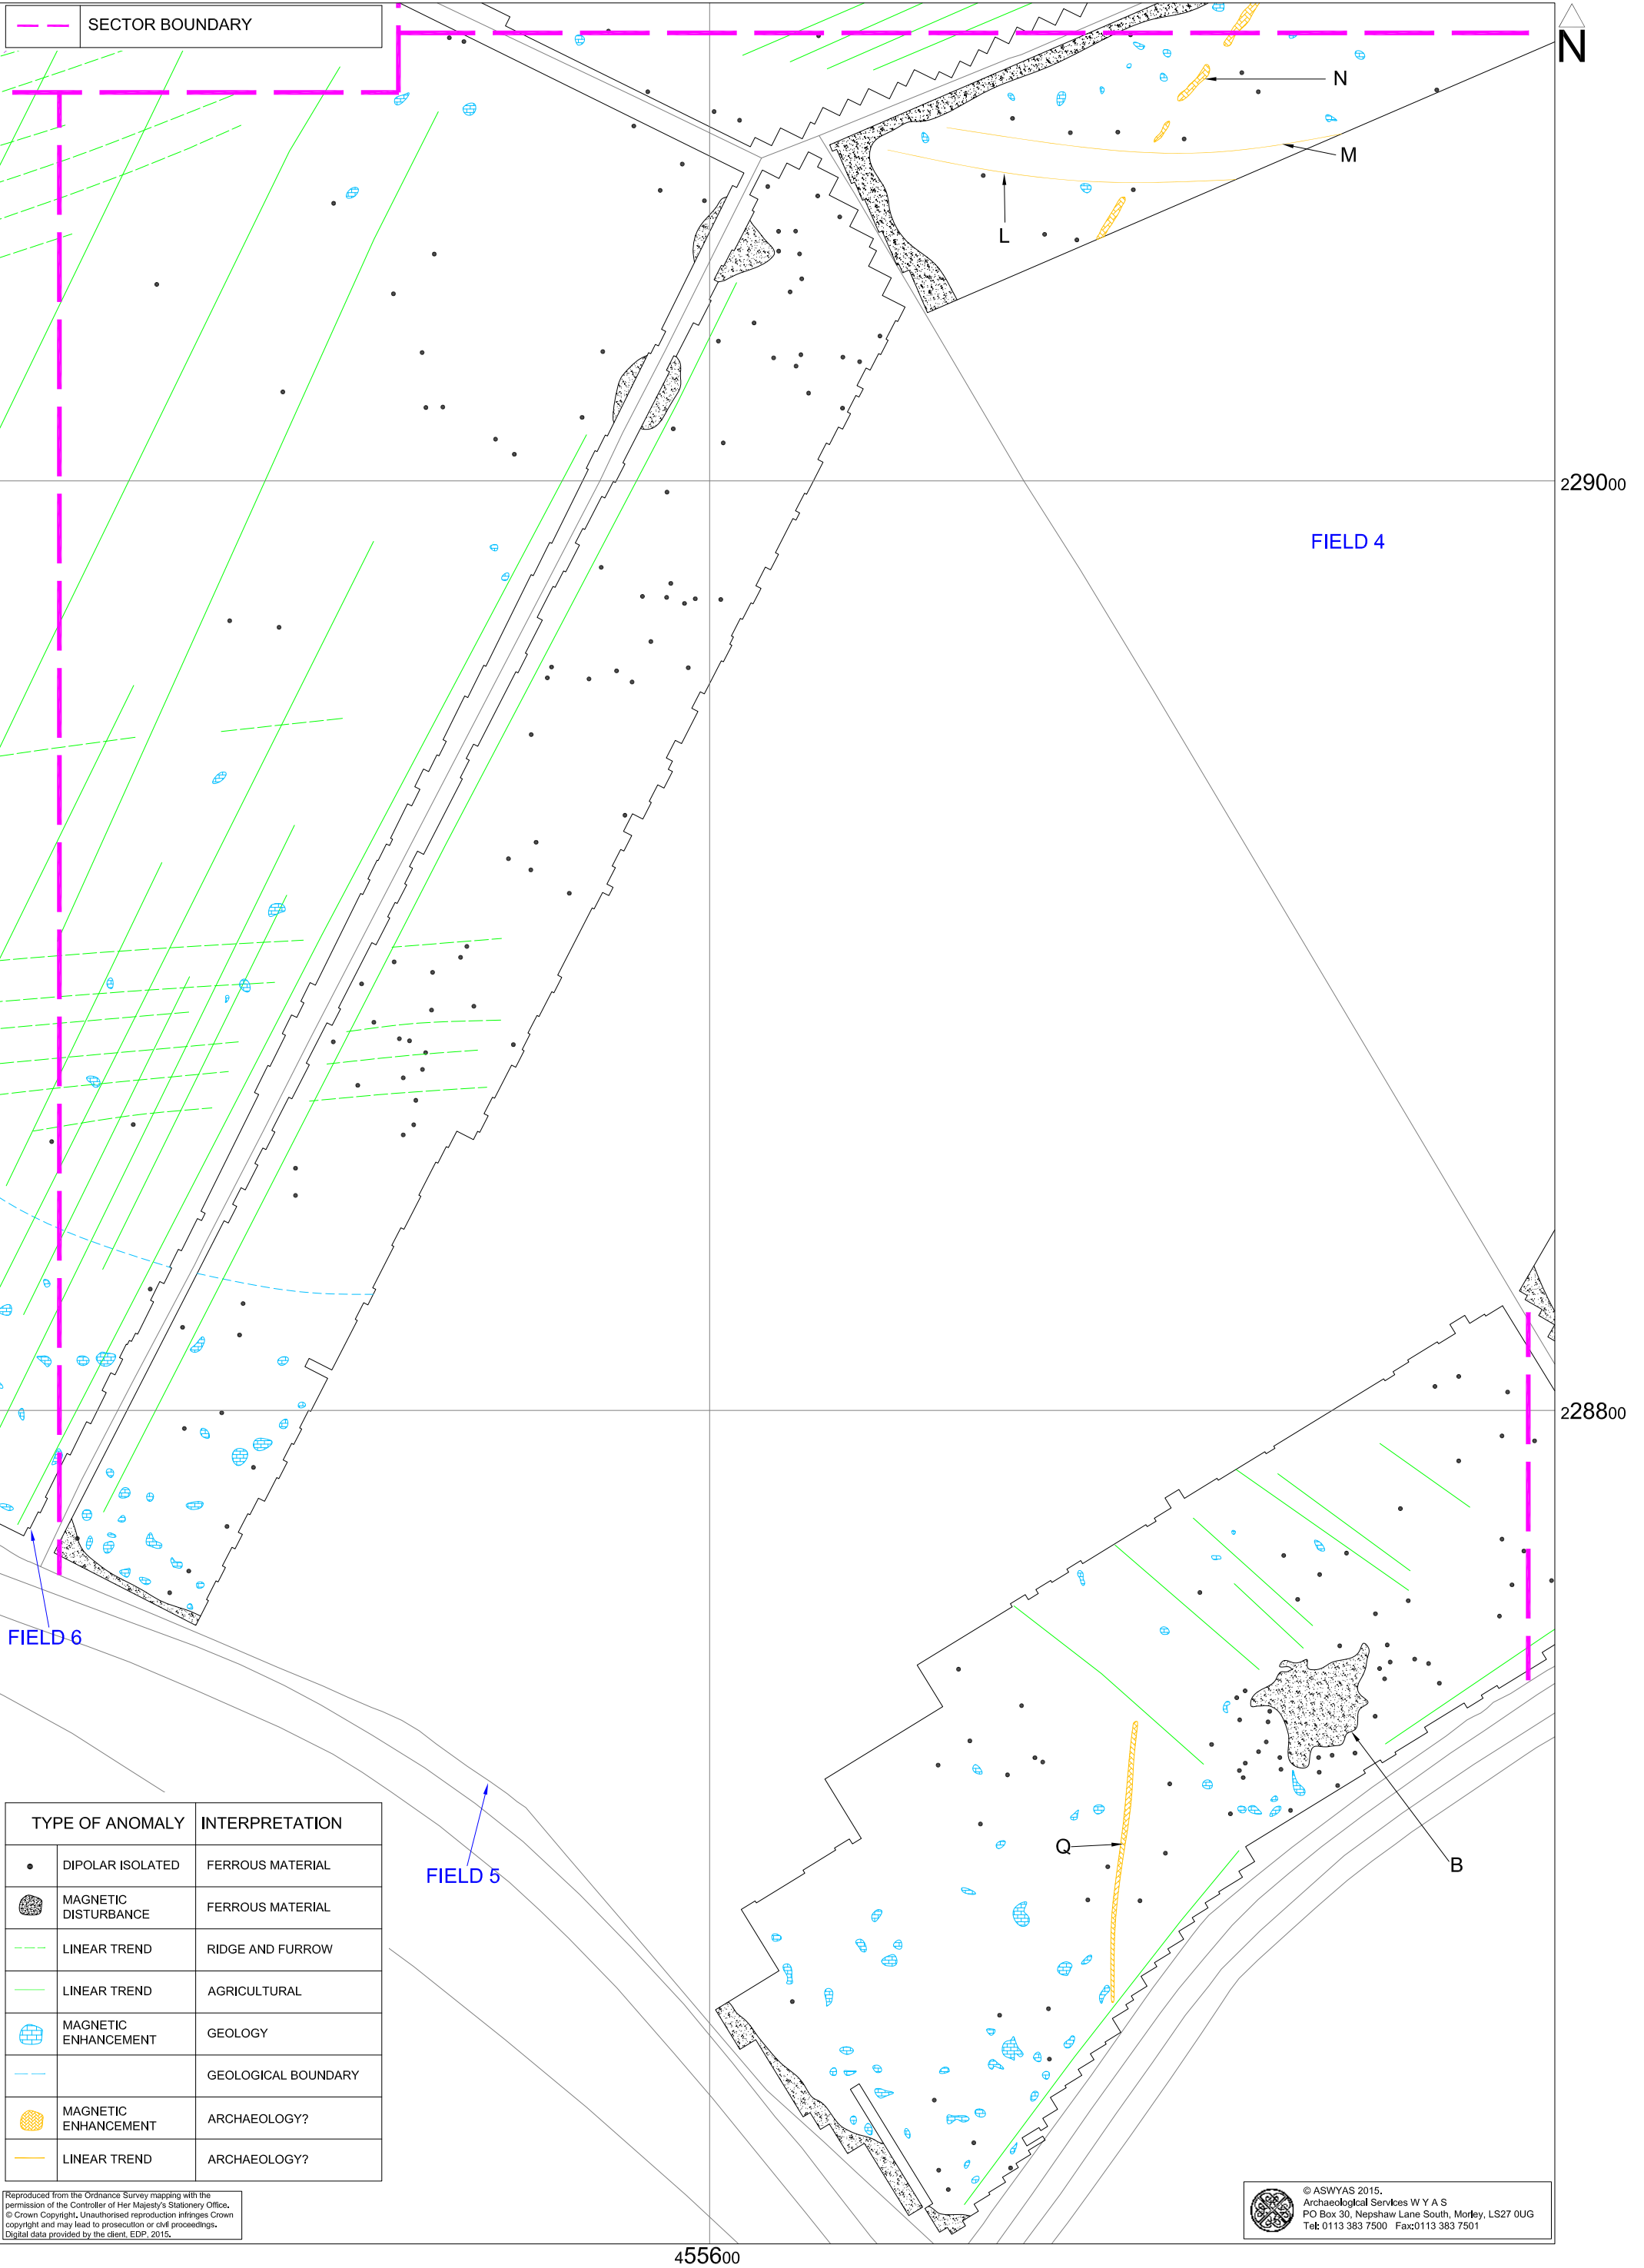 SECTOR BOUNDARY
N
N
M
L
229000
FIELD 4
228800
FIELD 6
FIELD 5
Q
B
TYPE OF ANOMALY INTERPRETATION
DIPOLAR ISOLATED FERROUS MATERIAL
MAGNETIC
DISTURBANCE FERROUS MATERIAL
LINEAR TREND RIDGE AND FURROW
LINEAR TREND AGRICULTURAL
MAGNETIC
ENHANCEMENT GEOLOGY
GEOLOGICAL BOUNDARY
MAGNETIC
ENHANCEMENT ARCHAEOLOGY?
LINEAR TREND ARCHAEOLOGY?
Reproduced from the Ordnance Survey mapping with the
permission of the Controller of Her Majesty's Stationery Office.
© Crown Copyright. Unauthorised reproduction infringes Crown
copyright and may lead to prosecution or civil proceedings.
Digital data provided by the client, EDP, 2015.
© ASWYAS 2015.
Archaeological Services W Y A S
PO Box 30, Nepshaw Lane South, Morley, LS27 0UG
Tel: 0113 383 7500 Fax:0113 383 7501
455600